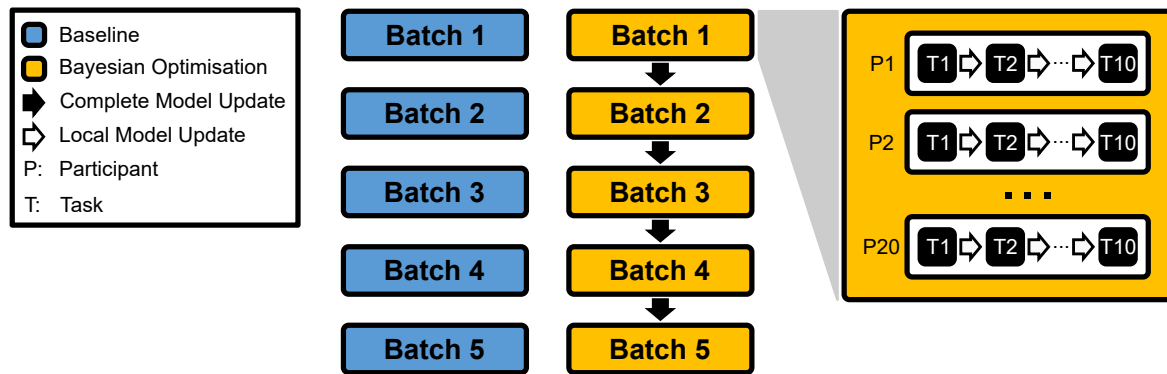 Baseline
Bayesian Optimisation
Complete Model Update
Local Model Update
P: Participant
T: Task
Batch 1
Batch 2
Batch 3
Batch 4
Batch 5
Batch 1
Batch 2
Batch 3
Batch 4
Batch 5
P1 T1 T2 ... T10
P2 T1 T2 ... T10
...
P20 T1 T2 ... T10